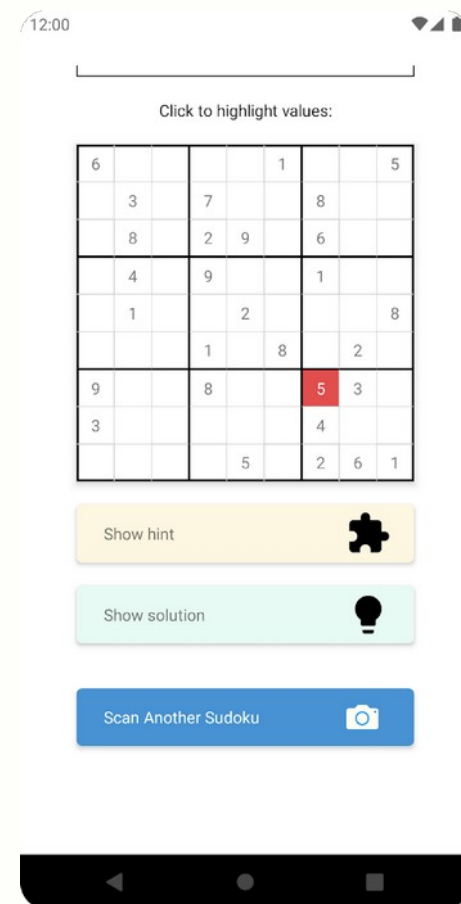 12:00
Click to highlight values:
6 1 5
3 7 8
8 2 9 6
4 9 1
1 2 8
1 8 2
9 8 5 3
3 4
5 2 6 1
Show hint
Show solution
Scan Another Sudoku